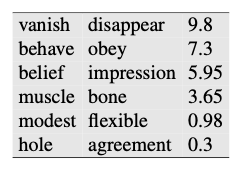 vanish disappear 9.8
behave obey 7.3
belief impression 5.95
muscle bone 3.65
modest flexible 0.98
hole agreement 0.3